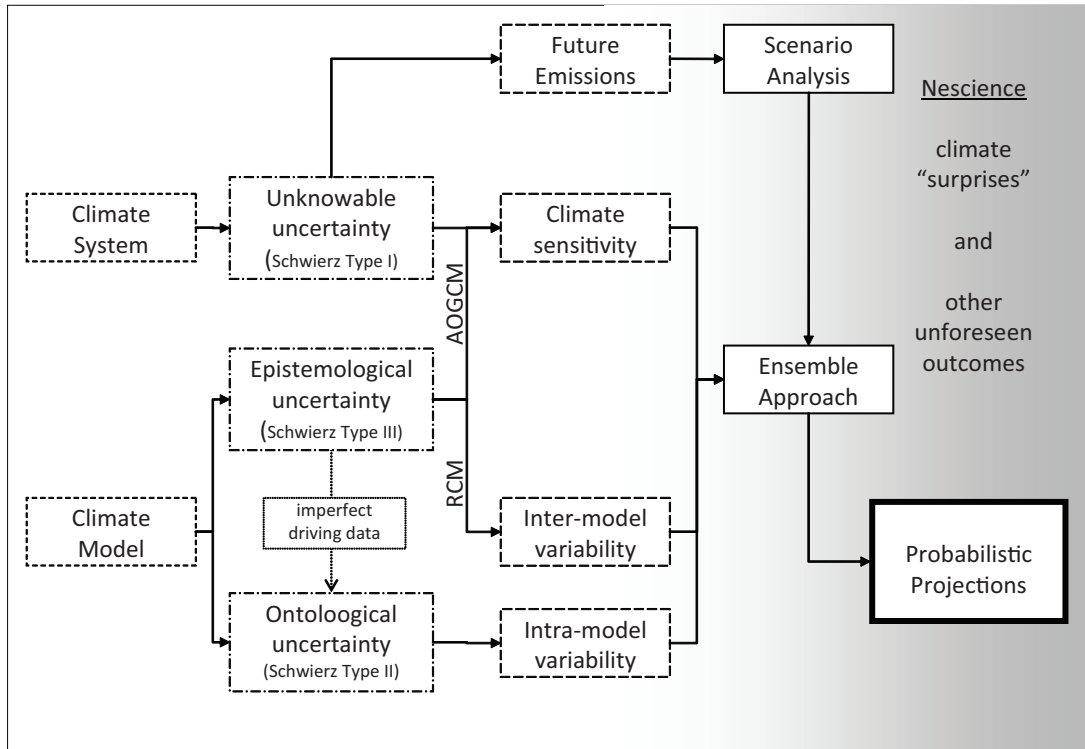 Future
Emissions
Scenario
Analysis
Nescience
climate
“surprises”
and
other
unforeseen
outcomes
Climate
System
Unknowable
uncertainty
(Schwierz Type I)
Climate
sensitivity
AOGCM
Epistemological
uncertainty
(Schwierz Type III)
Ensemble
Approach
RCM
Climate
Model
imperfect
driving data
Inter-model
variability
Probabilistic
Projections
Ontoloogical
uncertainty
(Schwierz Type II)
Intra-model
variability